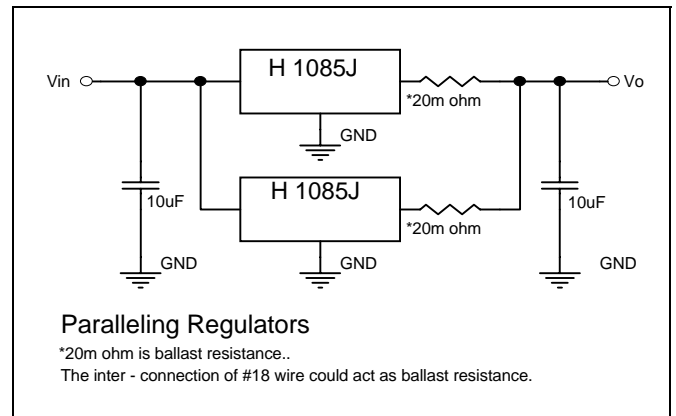 H 1085J
Vin
Vo
*20m ohm
GND
H 1085J
10uF
10uF
*20m ohm
GND
GND
GND
Paralleling Regulators
*20m ohm is ballast resistance..
The inter - connection of #18 wire could act as ballast resistance.